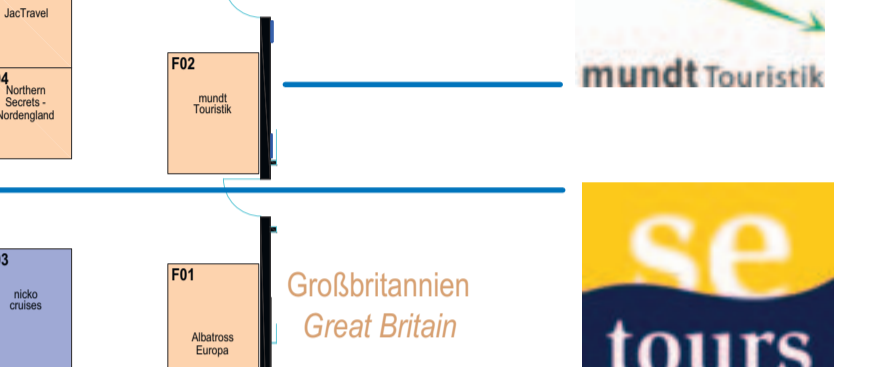 JacTravel
F02
mundt
Touristik
mundt Touristik
4
Northern
Secrets -
Nordengland
se
tours
3
nicko
cruises
F01
Albatross
Europa
Großbritannien
Great Britain